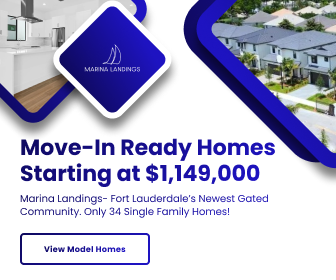 MARINA LANDINGS
Move-In Ready Homes
Starting at $1,149,000
Marina Landings- Fort Lauderdale's Newest Gated
Community. Only 34 Single Family Homes!
View Model Homes